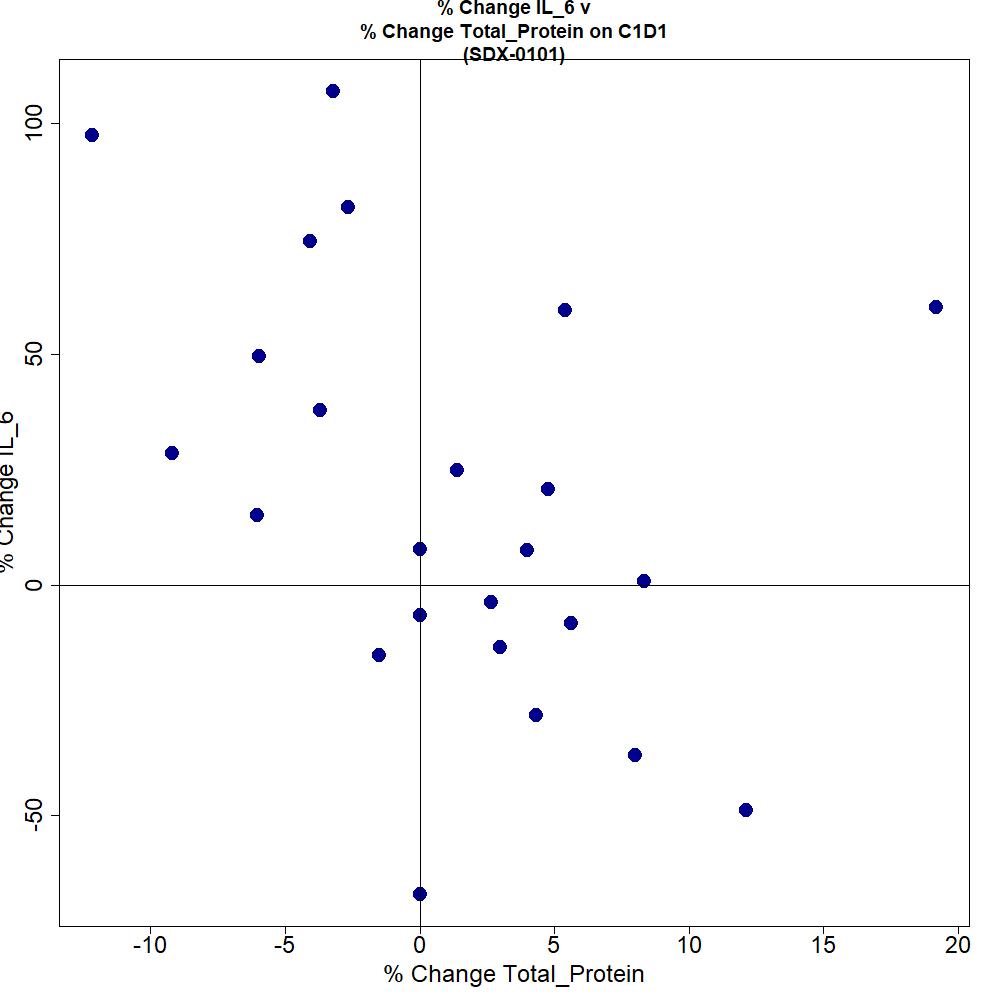 % Change IL_6 v
% Change Total_Protein on C1D1
(SDX-0101)
100
50
0
-50
% Change IL_6
-10 -5 0 5 10 15 20
% Change Total_Protein